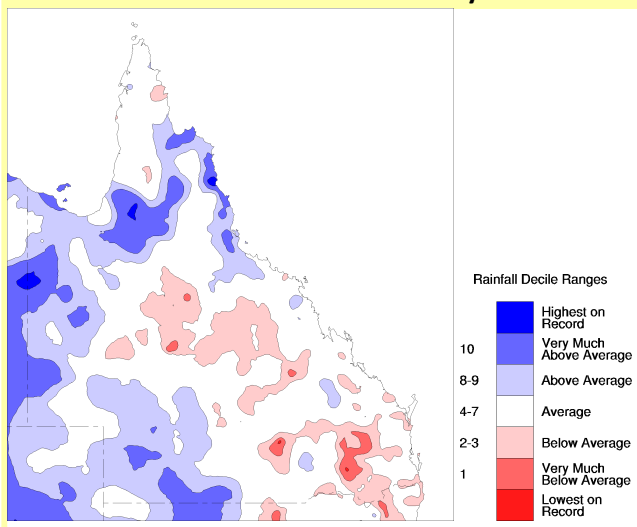 Rainfall Decile Ranges
Highest on
Record
10
Very Much
Above Average
8-9
Above Average
4-7
Average
2-3
Below Average
1
Very Much
Below Average
Lowest on
Record